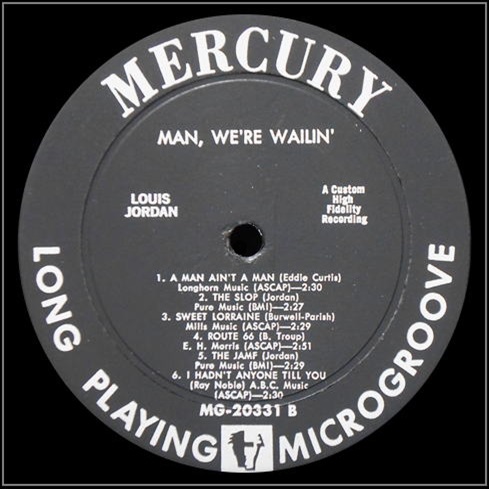 MERCURY
MAN, WE'RE WAILIN'
LOUIS
JORDAN
A Custom
High
Fidelity
Recording
1. A MAN AIN'T A MAN (Eddie Curtis)
Longhorn Music (ASCAP)—2:30
2. THE SLOP (Jordan)
Pure Music (BMI)—2:27
3. SWEET LORRAINE (Burwell-Parish)
Mills Music (ASCAP)—2:29
4. ROUTE 66 (B. Troup)
E. H. Morris (ASCAP)—2:51
5. THE JAMF (Jordan)
Pure Music (BMI)—2:29
6. I HADN'T ANYONE TILL YOU
(Ray Noble) A.B.C. Music
(ASCAP)—2:30
MG-20331 B
LONG PLAYING MICROGROOVE